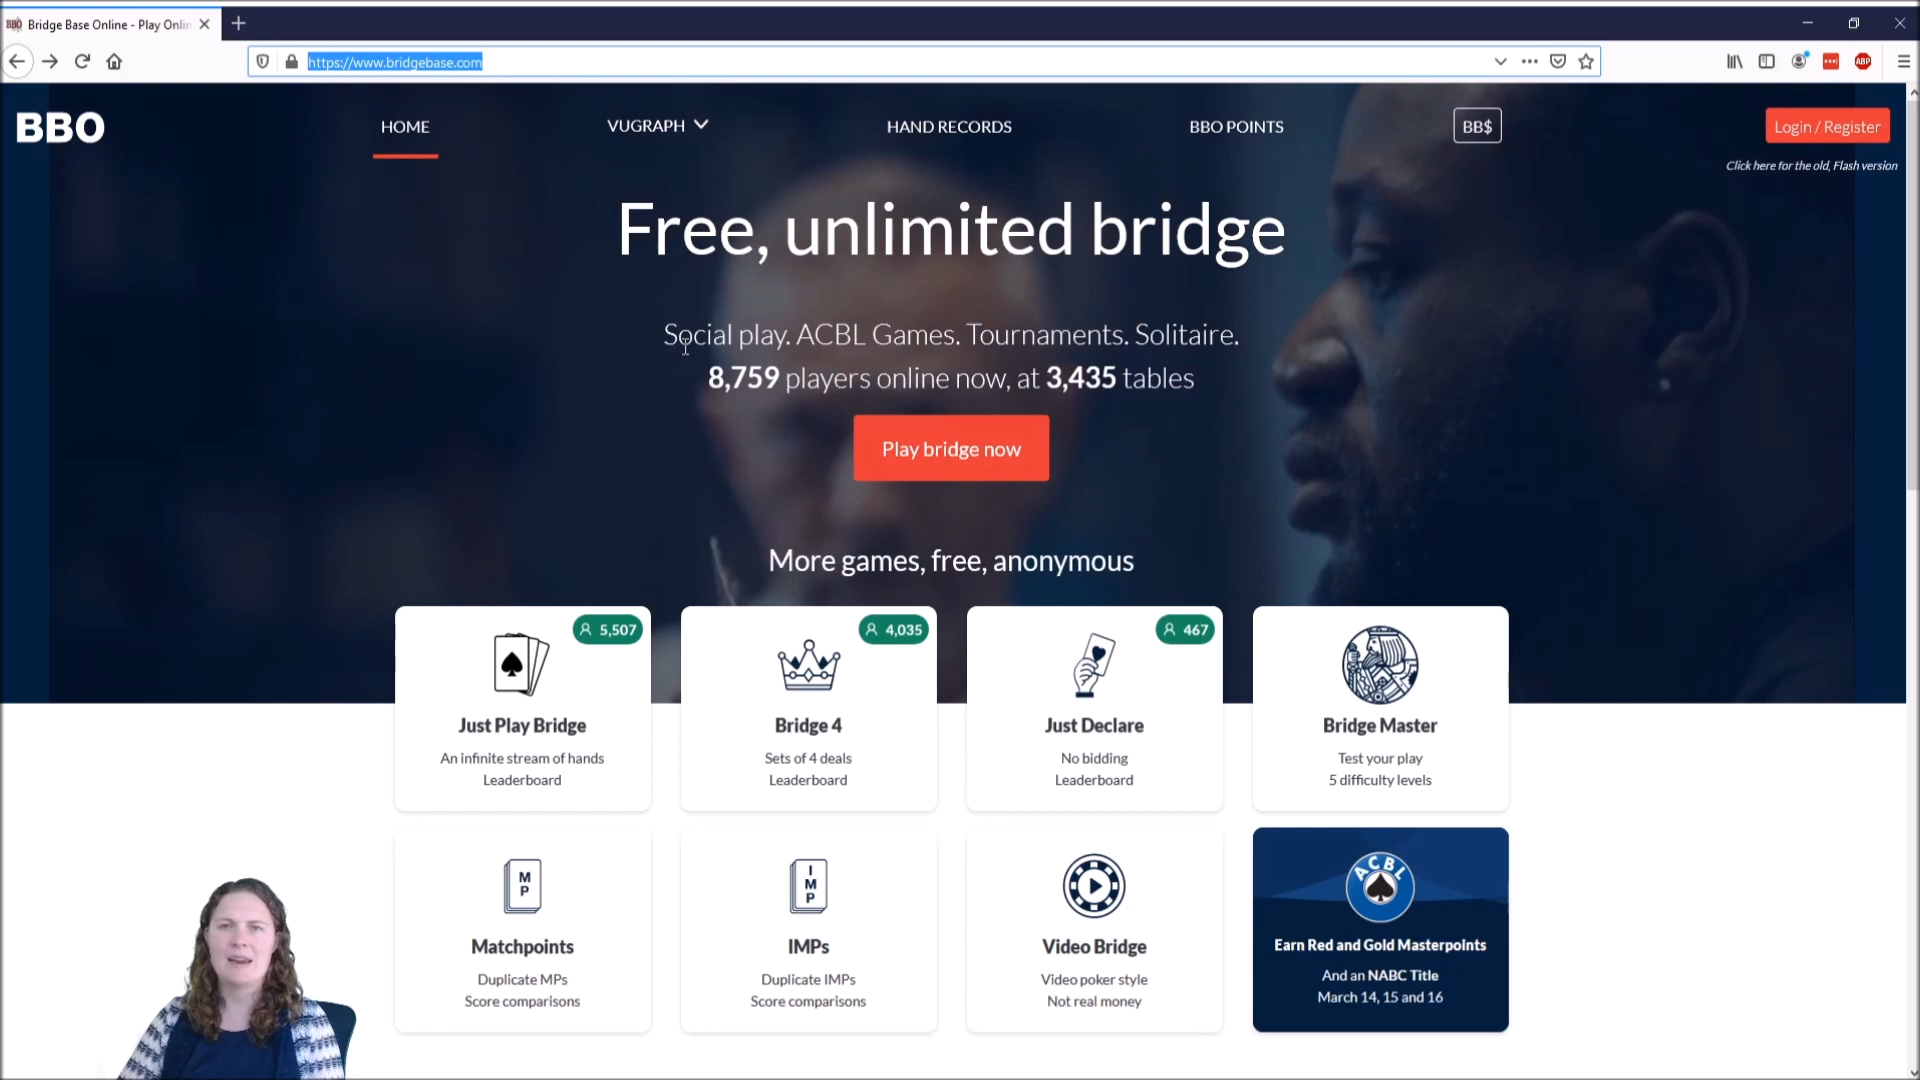 BBO Bridge Base Online - Play Onlin
https://www.bridgebase.com
ABP
BBO
HOME
VUGRAPH
HAND RECORDS
BBO POINTS
BB$
Login / Register
Click here for the old, Flash version
Free, unlimited bridge
Social play. ACBL Games. Tournaments. Solitaire.
8,759 players online now, at 3,435 tables
Play bridge now
More games, free, anonymous
5,507
Just Play Bridge
An infinite stream of hands
Leaderboard
4,035
Bridge 4
Sets of 4 deals
Leaderboard
467
Just Declare
No bidding
Leaderboard
Bridge Master
Test your play
5 difficulty levels
M
P
Matchpoints
Duplicate MPs
Score comparisons
I
M
P
IMPs
Duplicate IMPs
Score comparisons
Video Bridge
Video poker style
Not real money
ACBL
Earn Red and Gold Masterpoints
And an NABC Title
March 14, 15 and 16